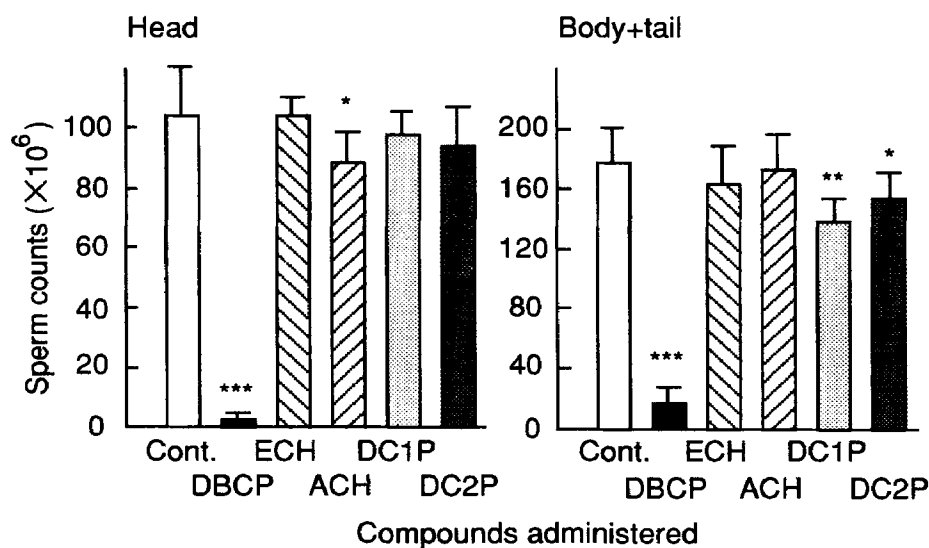 Head
Body+tail
Sperm counts (×10⁶)
100
80
60
40
20
0
*
***
Cont.
DBCP
ECH
ACH
DC1P
DC2P
200
160
120
80
40
0
***
**
*
Cont.
DBCP
ECH
ACH
DC1P
DC2P
Compounds administered